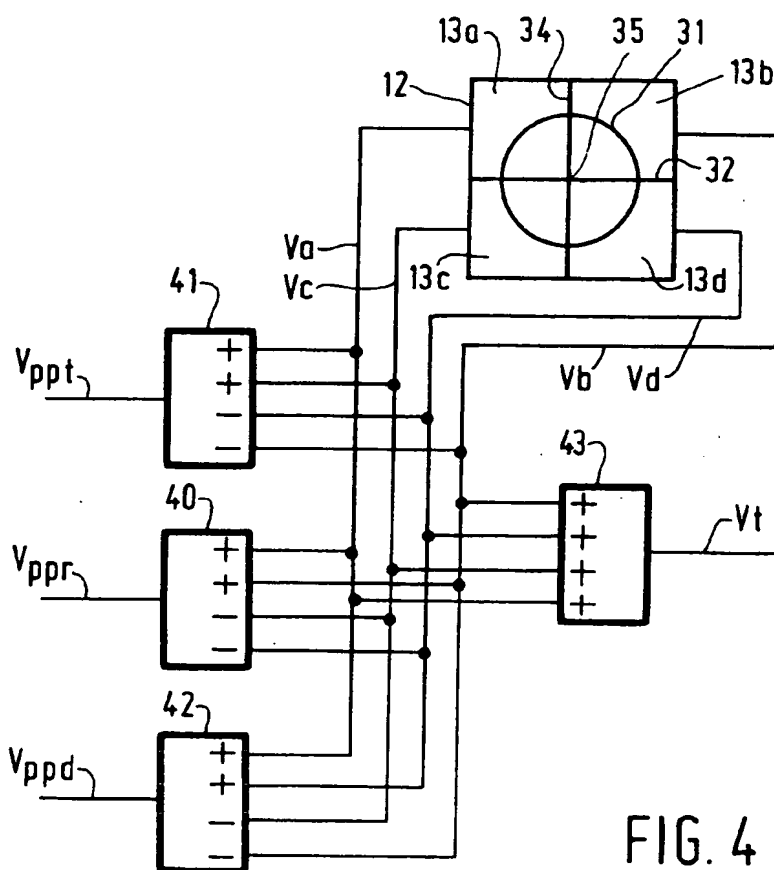 13a
34
35
31
13b
12
32
Va
Vc
13c
13d
41
Vppt
+
+
−
−
Vb
Vd
43
+
+
+
+
Vt
40
Vppr
+
+
−
−
42
Vppd
+
+
−
−
FIG. 4